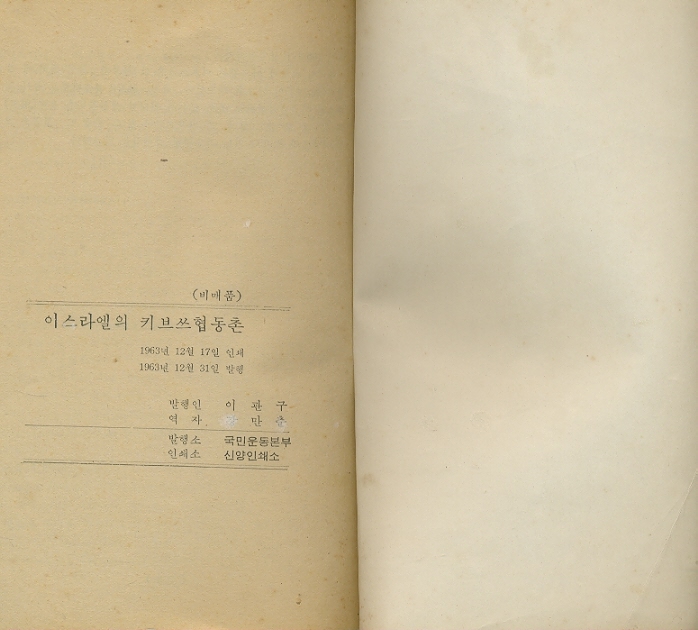 (비매품)
이스라엘의 키브쓰협동촌
1963년 12월 17일 인쇄
1963년 12월 31일 발행
발행인 이관구
역자 만
발행소 국민운동본부
인쇄소 신양인쇄소